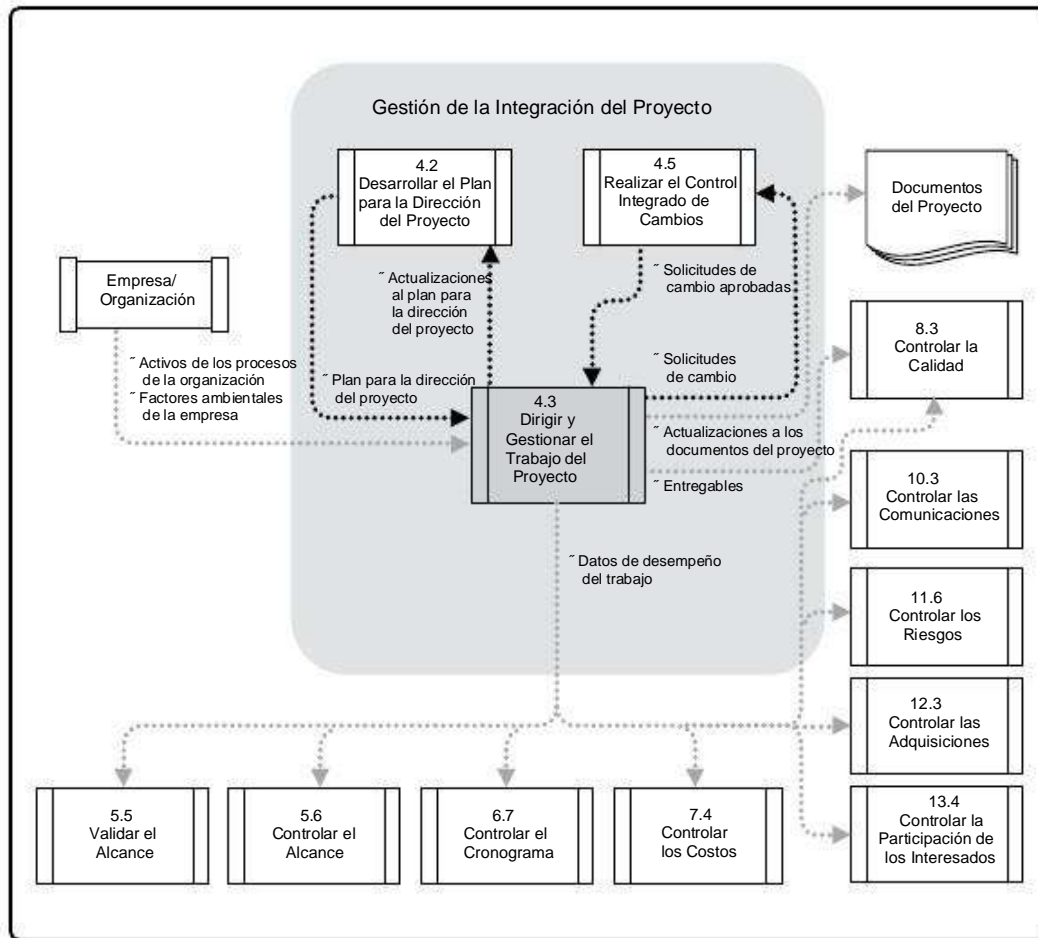 Gestión de la Integración del Proyecto
4.2
Desarrollar el Plan
para la Dirección
del Proyecto
4.5
Realizar el Control
Integrado de
Cambios
Documentos
del Proyecto
Empresa/
Organización
˝ Actualizaciones
al plan para
la dirección
del proyecto
˝ Solicitudes de
cambio aprobadas
8.3
Controlar la
Calidad
˝ Activos de los procesos
de la organización
˝ Factores ambientales
de la empresa
˝ Plan para la dirección
del proyecto
˝ Solicitudes
de cambio
4.3
Dirigir y
Gestionar el
Trabajo del
Proyecto
˝ Actualizaciones a los
documentos del proyecto
˝ Entregables
10.3
Controlar las
Comunicaciones
˝ Datos de desempeño
del trabajo
11.6
Controlar los
Riesgos
12.3
Controlar las
Adquisiciones
5.5
Validar el
Alcance
5.6
Controlar el
Alcance
6.7
Controlar el
Cronograma
7.4
Controlar
los Costos
13.4
Controlar la
Participación de
los Interesados